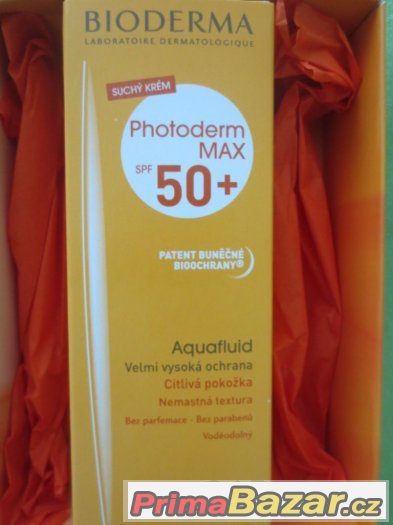 BIODERMA
LABORATOIRE DERMATOLOGIQUE
SUCHÝ KRÉM
Photoderm
MAX
SPF 50+
PATENT BUNĚČNÉ
BIOOCHRANY®
Aquafluid
Velmi vysoká ochrana
Citlivá pokožka
Nemastná textura
Bez parfemace - Bez parabenů
Voděodolný
PrimaBazar.cz